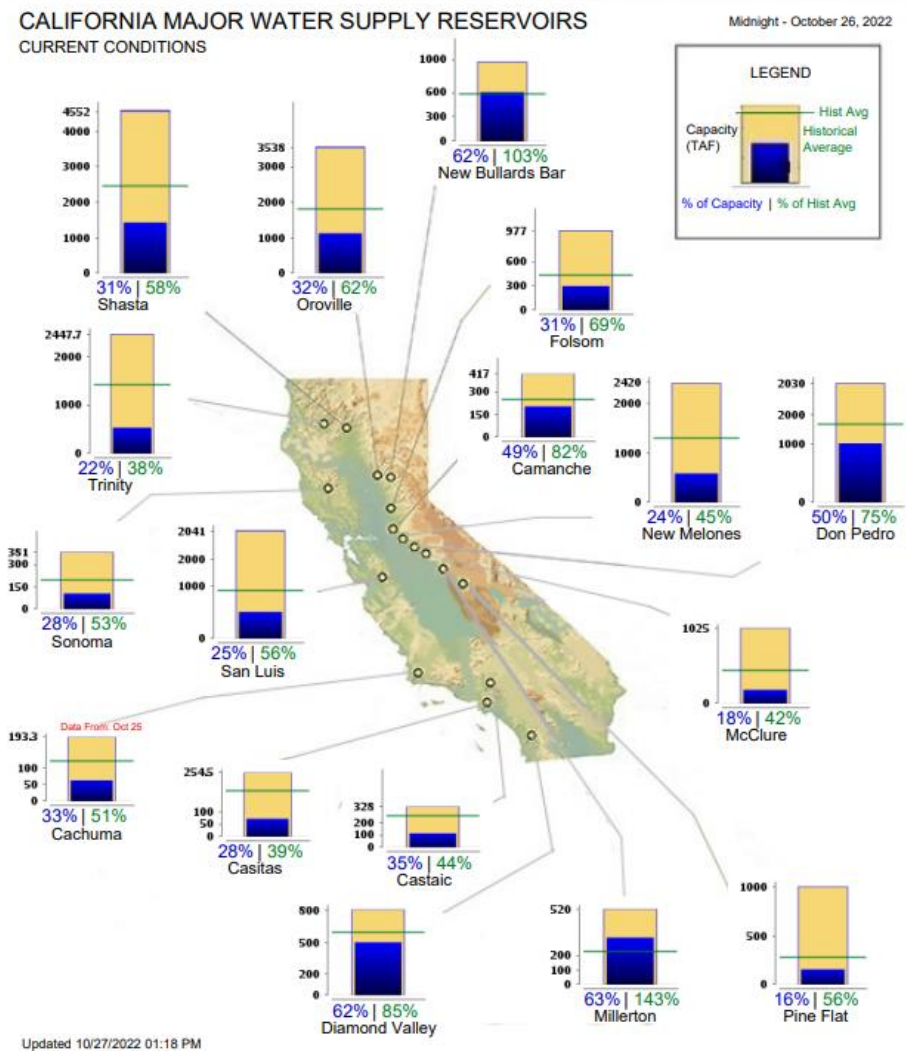 CALIFORNIA MAJOR WATER SUPPLY RESERVOIRS
CURRENT CONDITIONS
Midnight - October 26, 2022
LEGEND
Capacity
(TAF)
Hist Avg
Historical
Average
% of Capacity | % of Hist Avg
4552
4000
3000
2000
1000
0
31% | 58%
Shasta
3538
2000
1000
0
32% | 62%
Oroville
1000
600
300
0
62% | 103%
New Bullards Bar
977
600
300
0
31% | 69%
Folsom
2447.7
2000
1000
0
22% | 38%
Trinity
417
300
150
0
49% | 82%
Camanche
2420
2000
1000
0
24% | 45%
New Melones
2030
2000
1000
0
50% | 75%
Don Pedro
351
300
150
0
28% | 53%
Sonoma
2041
2000
1000
0
25% | 56%
San Luis
1025
0
18% | 42%
McClure
Data From: Oct 25
193.3
100
50
0
33% | 51%
Cachuma
254.5
100
50
0
28% | 39%
Casitas
328
200
100
0
35% | 44%
Castaic
800
500
200
0
62% | 85%
Diamond Valley
520
200
100
0
63% | 143%
Millerton
1000
500
0
16% | 56%
Pine Flat
Updated 10/27/2022 01:18 PM